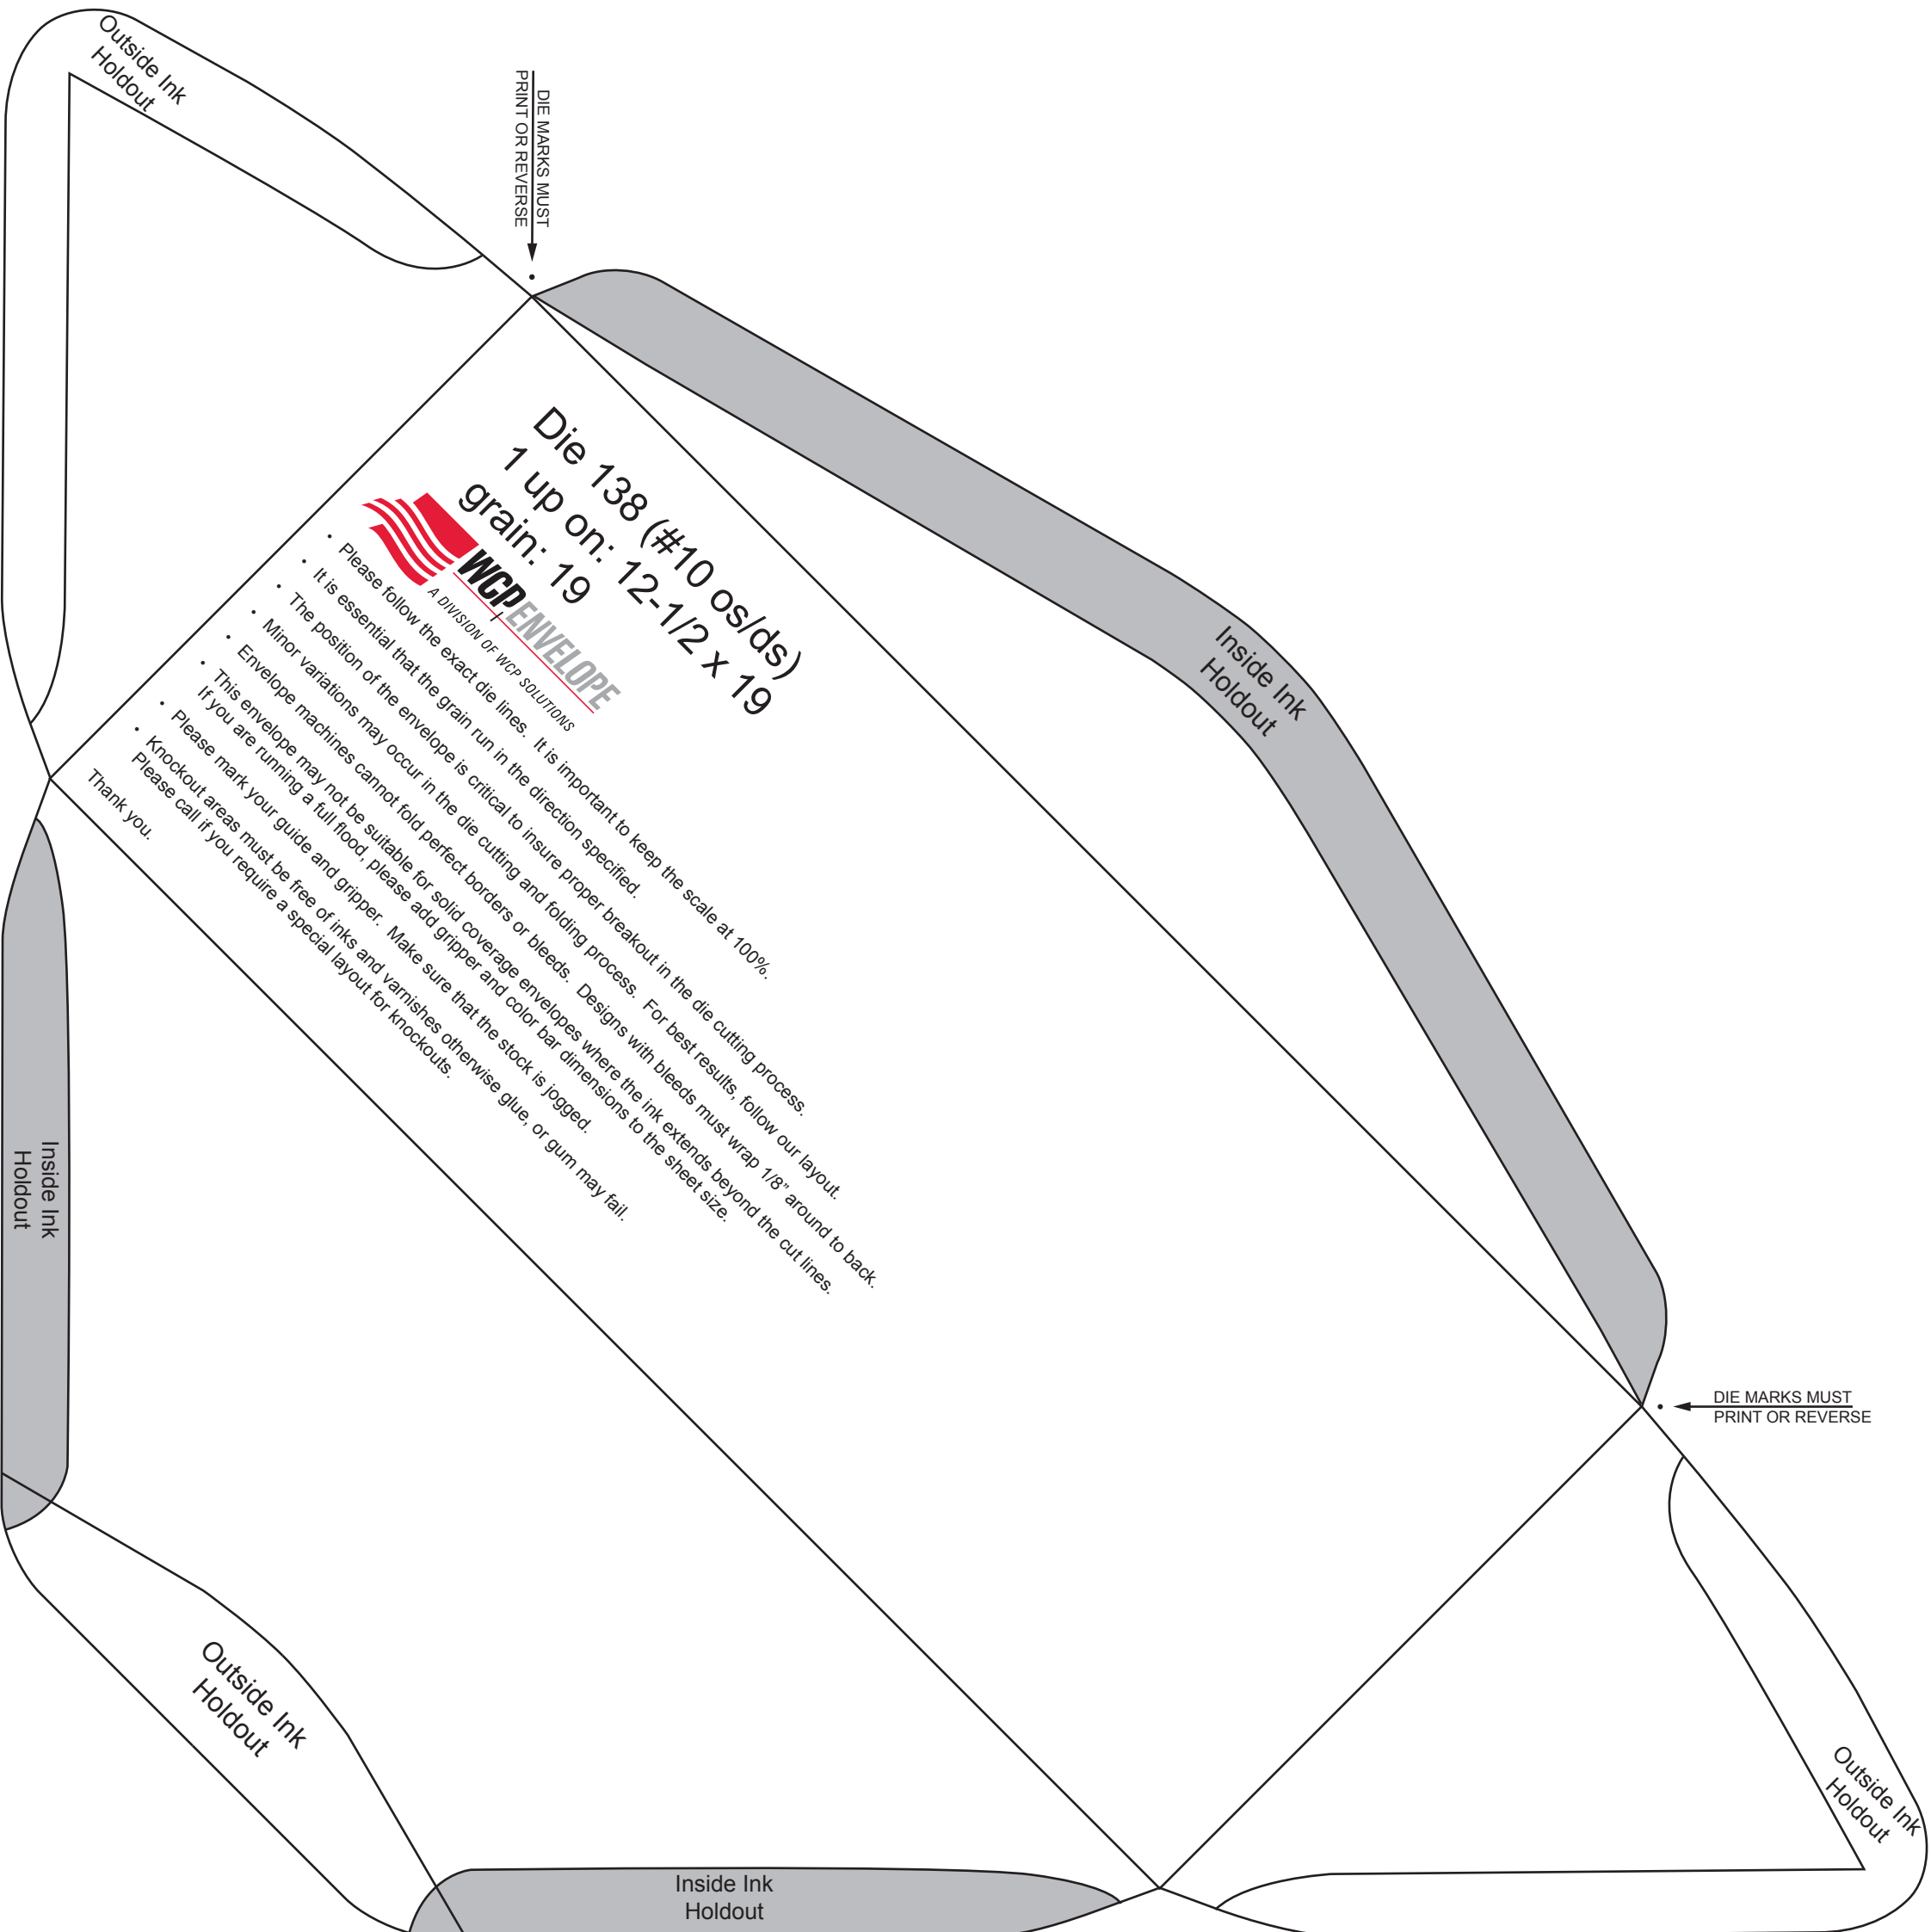 Outside Ink
Holdout
DIE MARKS MUST
PRINT OR REVERSE
Die 138 (#10 os/ds)
1 up on: 12-1/2 x 19
grain: 19
WCP ENVELOPE
A DIVISION OF WCP SOLUTIONS
• Please follow the exact die lines. It is important to keep the scale at 100%.
• It is essential that the grain run in the direction specified.
• The position of the envelope is critical to insure proper breakout in the die cutting process.
• Minor variations may occur in the die cutting and folding process. For best results, follow our layout.
• Envelope machines cannot fold perfect borders or bleeds. Designs with bleeds must wrap 1/8" around to back.
• This envelope may not be suitable for solid coverage envelopes where the ink extends beyond the cut lines.
If you are running a full flood, please add gripper and color bar dimensions to the sheet size.
• Please mark your guide and gripper. Make sure that the stock is jogged.
• Knockout areas must be free of inks and varnishes otherwise glue, or gum may fail.
Please call if you require a special layout for knockouts.
Thank you.
Inside Ink
Holdout
Inside Ink
Holdout
DIE MARKS MUST
PRINT OR REVERSE
Outside Ink
Holdout
Outside Ink
Holdout
Inside Ink
Holdout